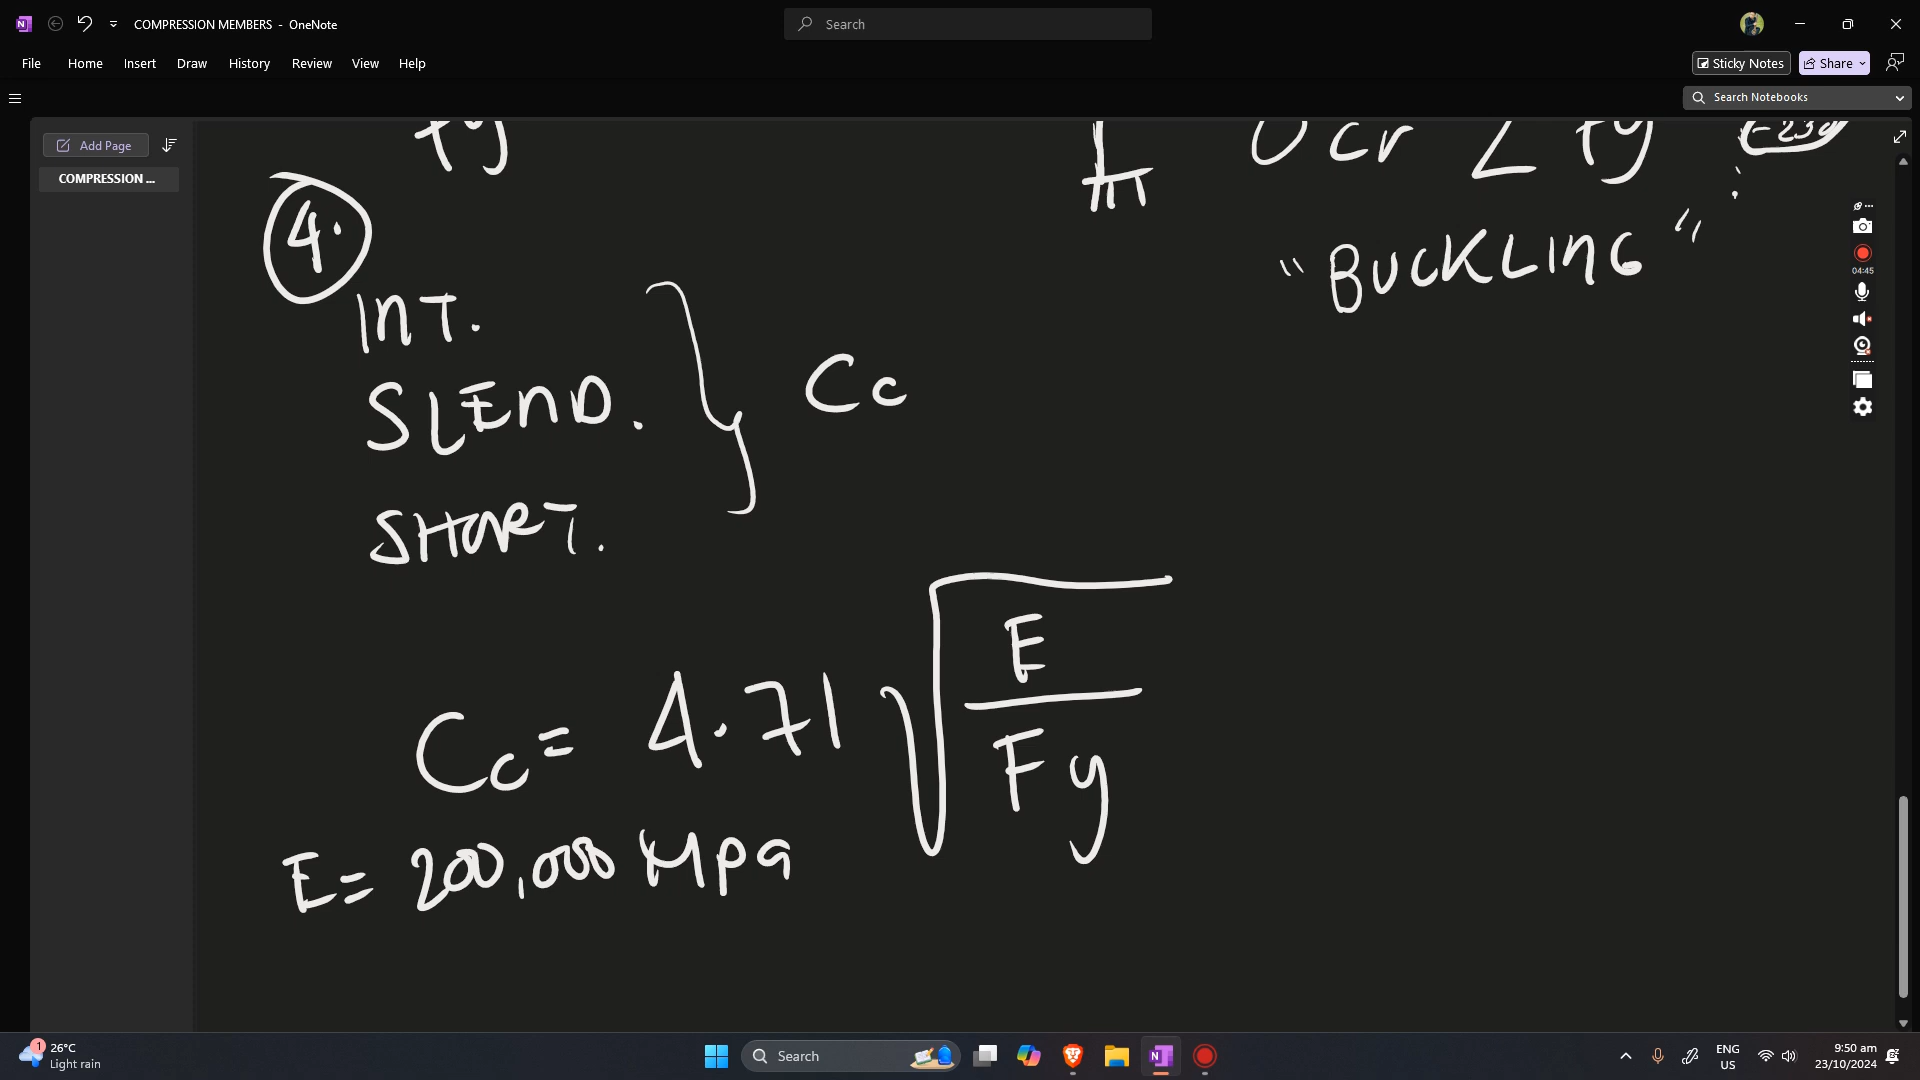 COMPRESSION MEMBERS - OneNote
Search
File Home Insert Draw History Review View Help
Sticky Notes
Share
Search Notebooks
Add Page
COMPRESSION ...
Fy
σcr < Fy
4.
"BUCKLING"
INT.
SLEND.
SHORT.
Cc
04:45
Cc = 4.71 √ E / Fy
E = 200,000 Mpa
1
26°C
Light rain
Search
ENG
US
9:50 am
23/10/2024